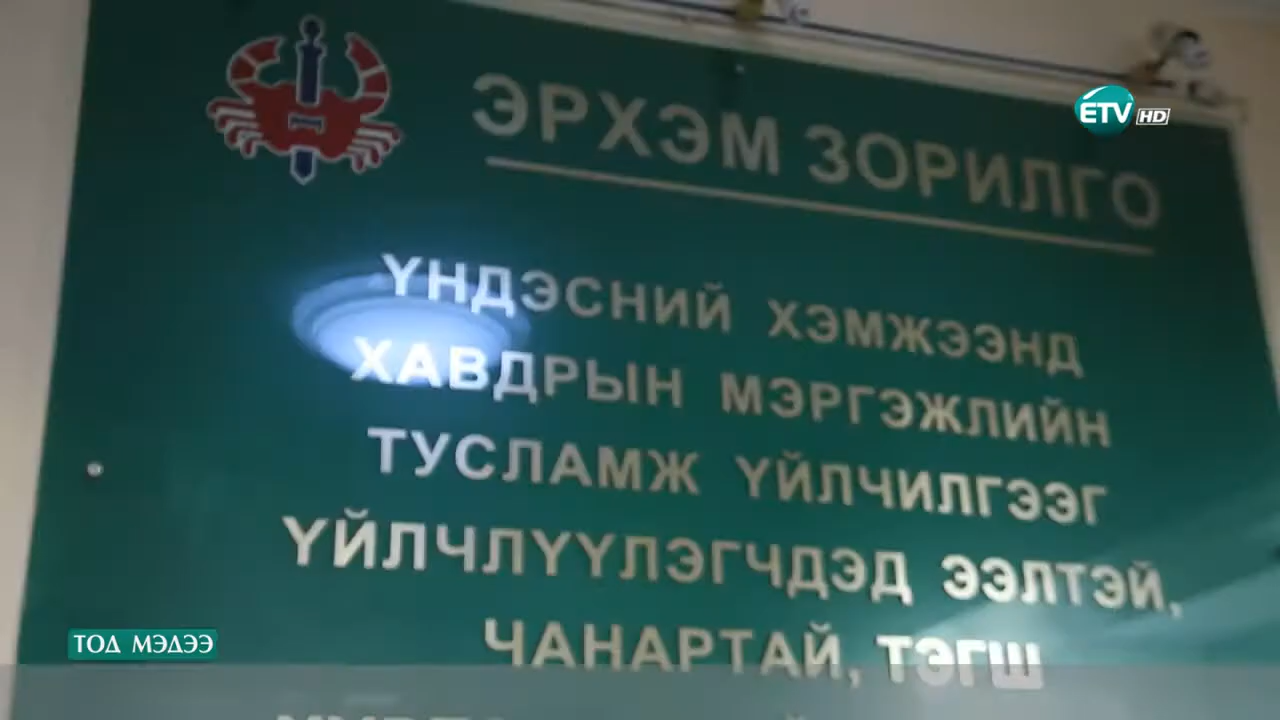 ETV HD
ЭРХЭМ ЗОРИЛГО
ҮНДЭСНИЙ ХЭМЖЭЭНД
ХАВДРЫН МЭРГЭЖЛИЙН
ТУСЛАМЖ ҮЙЛЧИЛГЭЭГ
ҮЙЛЧЛҮҮЛЭГЧДЭД ЭЭЛТЭЙ,
ЧАНАРТАЙ, ТЭГШ
ТОД МЭДЭЭ